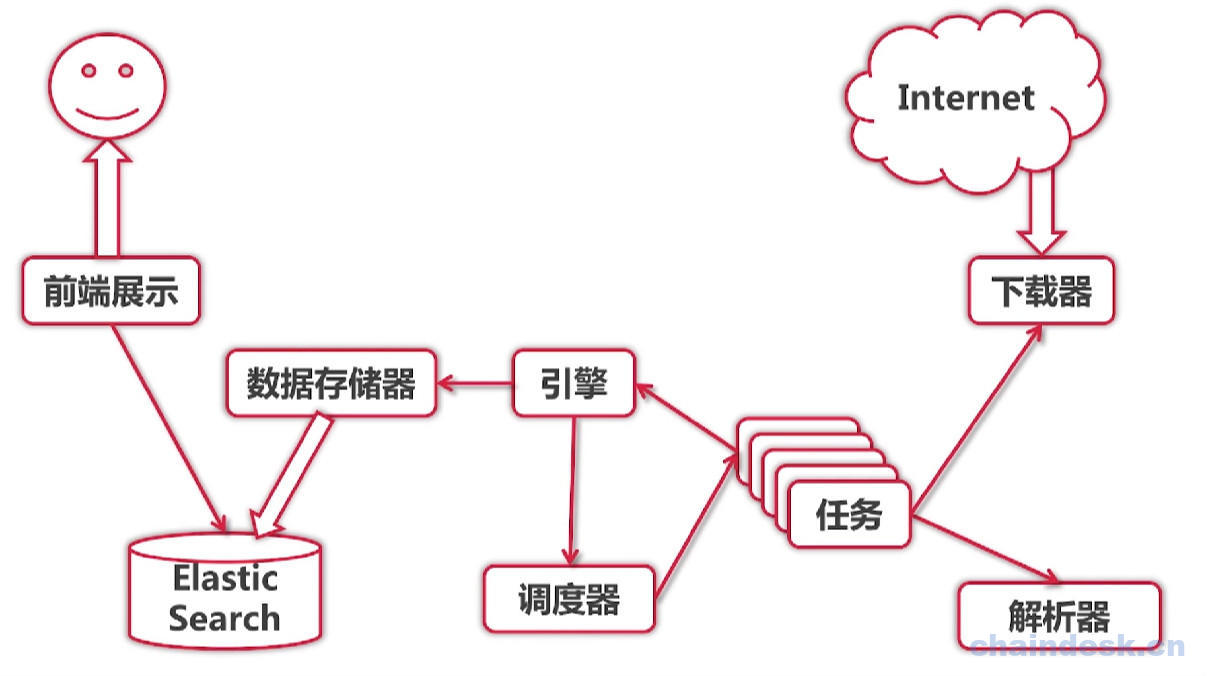 Internet
前端展示
下载器
数据存储器
引擎
任务
Elastic
Search
调度器
解析器
chaindesk.cn